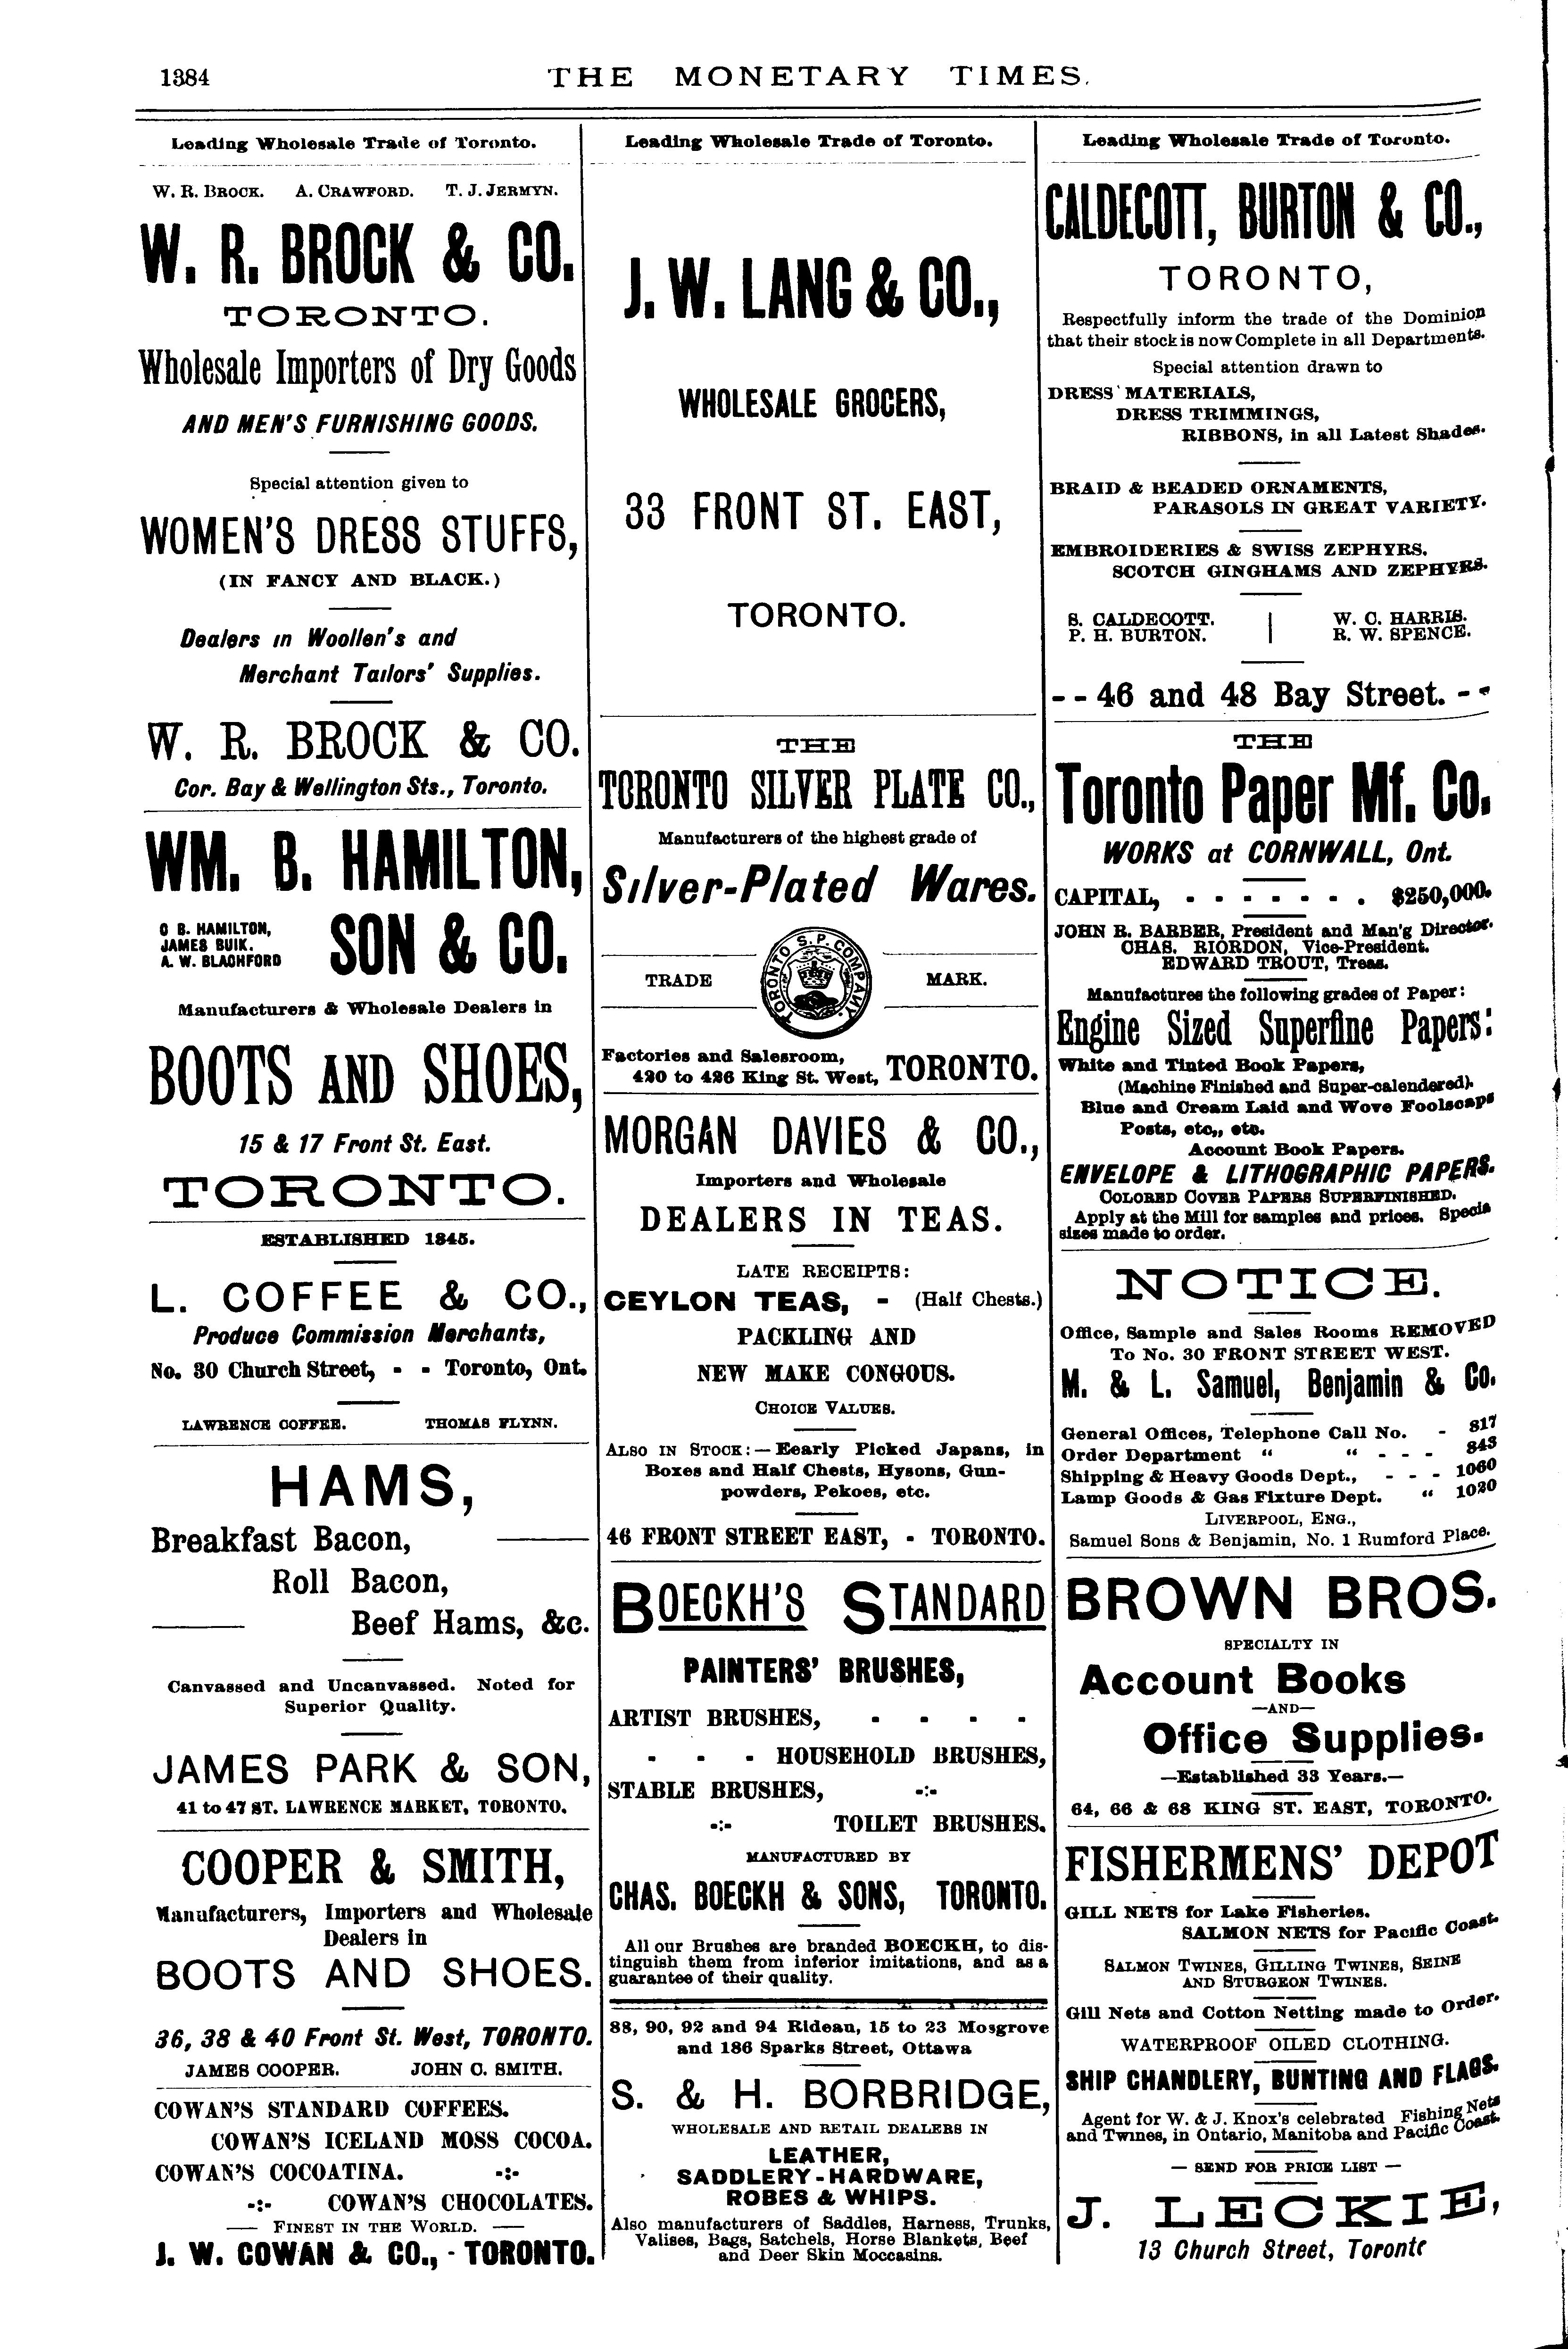 1384
THE MONETARY TIMES.
Leading Wholesale Trade of Toronto.
W. R. BROCK. A. CRAWFORD. T. J. JERMYN.
W. R. BROCK & CO.
TORONTO.
Wholesale Importers of Dry Goods
AND MEN'S FURNISHING GOODS.
Special attention given to
WOMEN'S DRESS STUFFS,
(IN FANCY AND BLACK.)
Dealers in Woollen's and
Merchant Tailors' Supplies.
W. R. BROCK & CO.
Cor. Bay & Wellington Sts., Toronto.
WM. B. HAMILTON,
C B. HAMILTON,
JAMES BUIK.
A. W. BLACHFORD
SON & CO.
Manufacturers & Wholesale Dealers in
BOOTS AND SHOES,
15 & 17 Front St. East.
TORONTO.
ESTABLISHED 1845.
L. COFFEE & CO.,
Produce Commission Merchants,
No. 30 Church Street, - - Toronto, Ont.
LAWRENCE COFFEE. THOMAS FLYNN.
HAMS,
Breakfast Bacon,
Roll Bacon,
Beef Hams, &c.
Canvassed and Uncanvassed. Noted for
Superior Quality.
JAMES PARK & SON,
41 to 47 ST. LAWRENCE MARKET, TORONTO.
COOPER & SMITH,
Manufacturers, Importers and Wholesale
Dealers in
BOOTS AND SHOES.
36, 38 & 40 Front St. West, TORONTO.
JAMES COOPER. JOHN C. SMITH.
COWAN'S STANDARD COFFEES.
COWAN'S ICELAND MOSS COCOA.
COWAN'S COCOATINA. -:-
-:- COWAN'S CHOCOLATES.
— FINEST IN THE WORLD. —
J. W. COWAN & CO., - TORONTO.
Leading Wholesale Trade of Toronto.
J. W. LANG & CO.,
WHOLESALE GROCERS,
33 FRONT ST. EAST,
TORONTO.
THE
TORONTO SILVER PLATE CO.,
Manufacturers of the highest grade of
Silver-Plated Wares.
TRADE MARK.
TORONTO S. P. COMPANY.
Factories and Salesroom,
420 to 426 King St. West, TORONTO.
MORGAN DAVIES & CO.,
Importers and Wholesale
DEALERS IN TEAS.
LATE RECEIPTS:
CEYLON TEAS, - (Half Chests.)
PACKLING AND
NEW MAKE CONGOUS.
CHOICE VALUES.
ALSO IN STOCK:—Eearly Picked Japans, in
Boxes and Half Chests, Hysons, Gun-
powders, Pekoes, etc.
46 FRONT STREET EAST, - TORONTO.
BOECKH'S STANDARD
PAINTERS' BRUSHES,
ARTIST BRUSHES, - - - -
- - - HOUSEHOLD BRUSHES,
STABLE BRUSHES, -:-
-:- TOILET BRUSHES.
MANUFACTURED BY
CHAS. BOECKH & SONS, TORONTO.
All our Brushes are branded BOECKH, to dis-
tinguish them from inferior imitations, and as a
guarantee of their quality.
88, 90, 92 and 94 Rideau, 15 to 23 Mosgrove
and 186 Sparks Street, Ottawa
S. & H. BORBRIDGE,
WHOLESALE AND RETAIL DEALERS IN
LEATHER,
SADDLERY-HARDWARE,
ROBES & WHIPS.
Also manufacturers of Saddles, Harness, Trunks,
Valises, Bags, Satchels, Horse Blankets, Beef
and Deer Skin Moccasins.
Leading Wholesale Trade of Toronto.
CALDECOTT, BURTON & CO.,
TORONTO,
Respectfully inform the trade of the Dominion
that their stock is now Complete in all Departments.
Special attention drawn to
DRESS MATERIALS,
DRESS TRIMMINGS,
RIBBONS, in all Latest Shades.
BRAID & BEADED ORNAMENTS,
PARASOLS IN GREAT VARIETY.
EMBROIDERIES & SWISS ZEPHYRS.
SCOTCH GINGHAMS AND ZEPHYRS.
S. CALDECOTT. | W. C. HARRIS.
P. H. BURTON. | R. W. SPENCE.
- - 46 and 48 Bay Street. - -
THE
Toronto Paper Mf. Co.
WORKS at CORNWALL, Ont.
CAPITAL, - - - - - - . $250,000.
JOHN R. BARBER, President and Man'g Director.
CHAS. RIORDON, Vice-President.
EDWARD TROUT, Treas.
Manufactures the following grades of Paper:
Engine Sized Superfine Papers:
White and Tinted Book Papers,
(Machine Finished and Super-calendered).
Blue and Cream Laid and Wove Foolscaps
Posts, etc,, etc.
Account Book Papers.
ENVELOPE & LITHOGRAPHIC PAPERS.
COLORED COVER PAPERS SUPERFINISHED.
Apply at the Mill for samples and prices. Specia
sizes made to order.
NOTICE.
Office, Sample and Sales Rooms REMOVED
To No. 30 FRONT STREET WEST.
M. & L. Samuel, Benjamin & Co.
General Offices, Telephone Call No. - 817
Order Department " " - - - 843
Shipping & Heavy Goods Dept., - - - 1060
Lamp Goods & Gas Fixture Dept. " 1020
LIVERPOOL, ENG.,
Samuel Sons & Benjamin, No. 1 Rumford Place.
BROWN BROS.
SPECIALTY IN
Account Books
—AND—
Office Supplies.
—Established 33 Years.—
64, 66 & 68 KING ST. EAST, TORONTO.
FISHERMENS' DEPOT
GILL NETS for Lake Fisheries.
SALMON NETS for Pacific Coast.
SALMON TWINES, GILLING TWINES, SEINE
AND STURGEON TWINES.
Gill Nets and Cotton Netting made to Order.
WATERPROOF OILED CLOTHING.
SHIP CHANDLERY, BUNTING AND FLAGS.
Agent for W. & J. Knox's celebrated Fishing Nets
and Twines, in Ontario, Manitoba and Pacific Coast.
— SEND FOR PRICE LIST —
J. LECKIE,
13 Church Street, Toronto